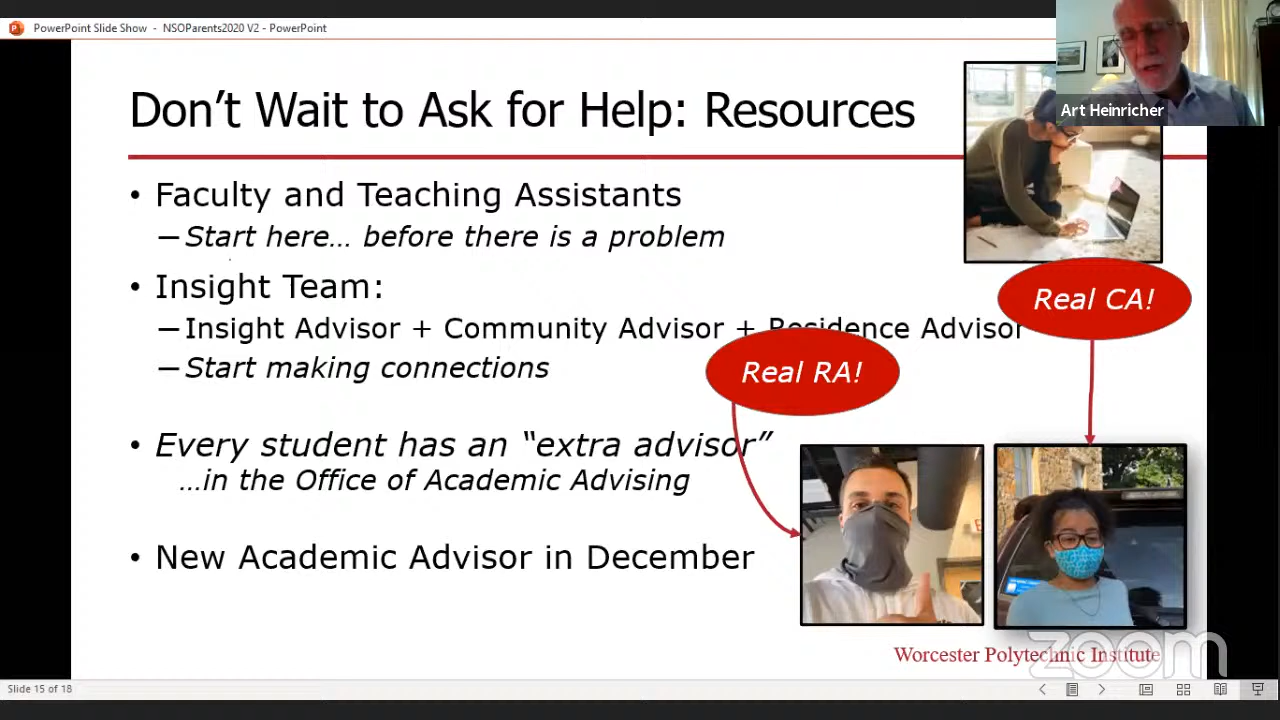 PowerPoint Slide Show - NSOParents2020 V2 - PowerPoint
Art Heinricher
Don't Wait to Ask for Help: Resources
• Faculty and Teaching Assistants
—Start here… before there is a problem
• Insight Team:
—Insight Advisor + Community Advisor + Residence Advisor
—Start making connections
Real CA!
Real RA!
• Every student has an “extra advisor”
…in the Office of Academic Advising
• New Academic Advisor in December
Worcester Polytechnic Institute
zoom
Slide 15 of 18